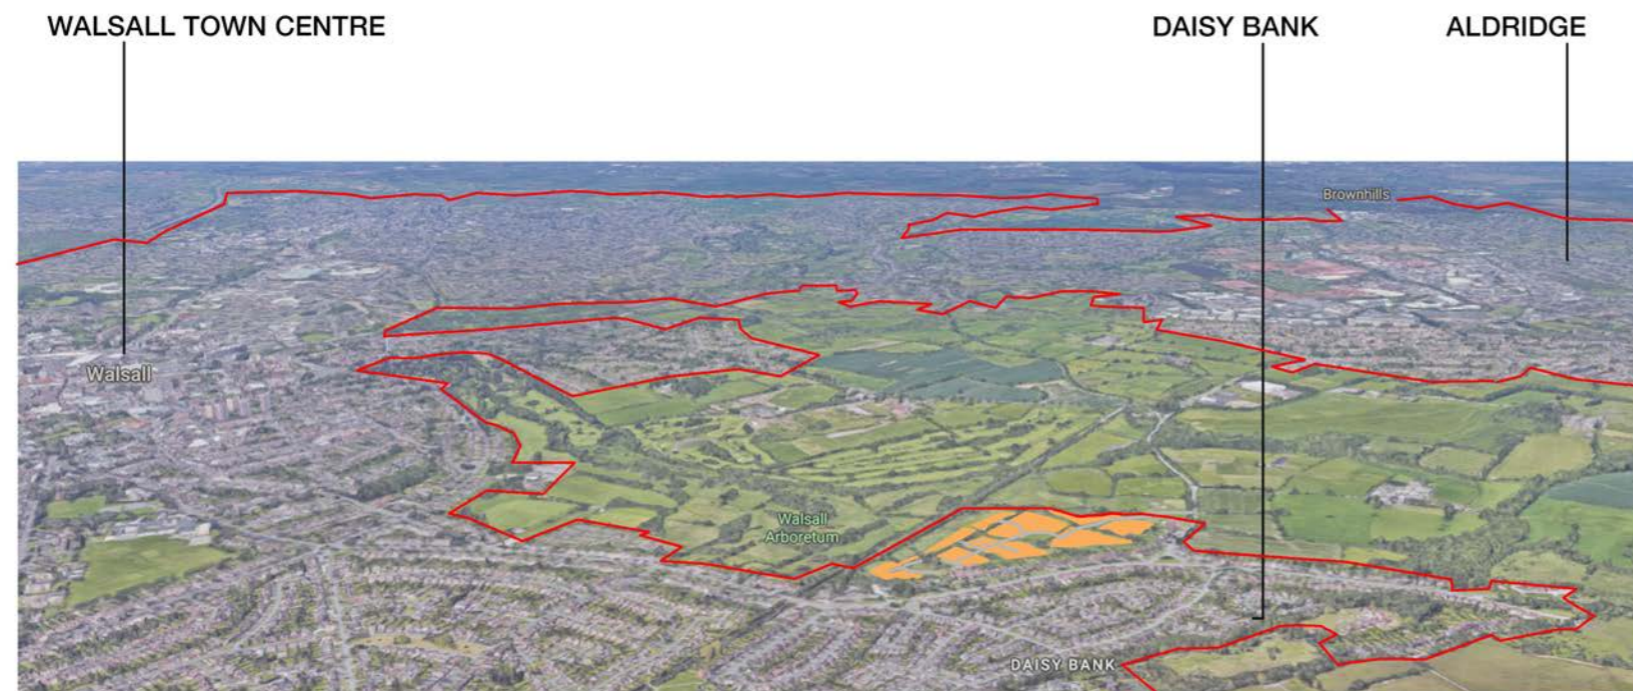 WALSALL TOWN CENTRE
DAISY BANK
ALDRIDGE
Brownhills
Walsall
Walsall
Arboretum
DAISY BANK